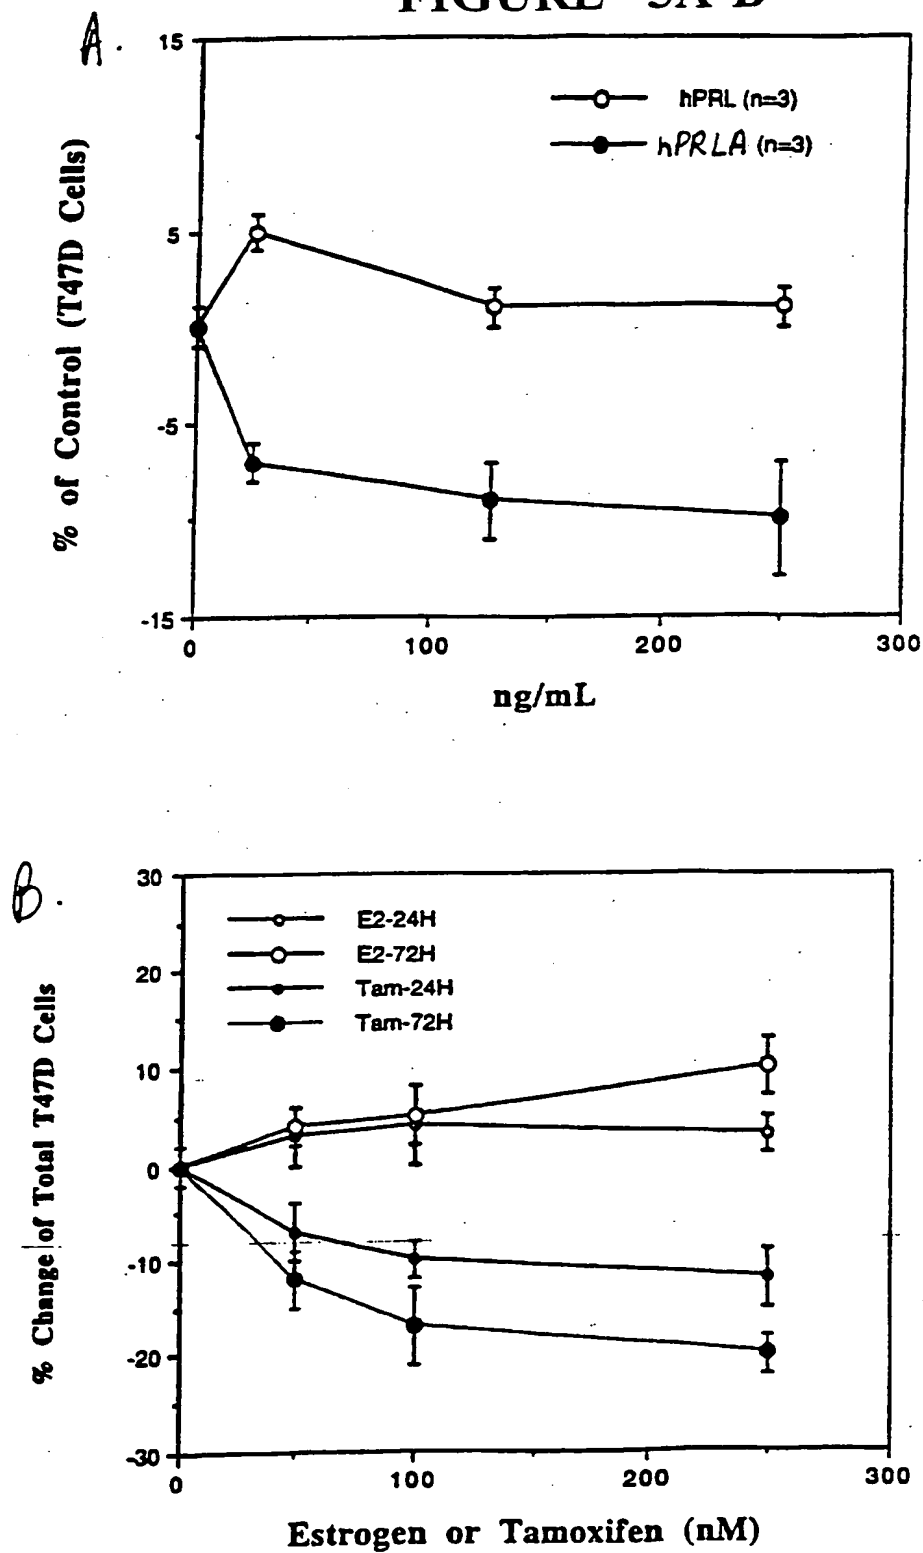 FIGURE 5A-B
A.
15
5
-5
-15
% of Control (T47D Cells)
hPRL (n=3)
hPRLA (n=3)
0 100 200 300
ng/mL
B.
30
20
10
0
-10
-20
-30
% Change of Total T47D Cells
E2-24H
E2-72H
Tam-24H
Tam-72H
0 100 200 300
Estrogen or Tamoxifen (nM)